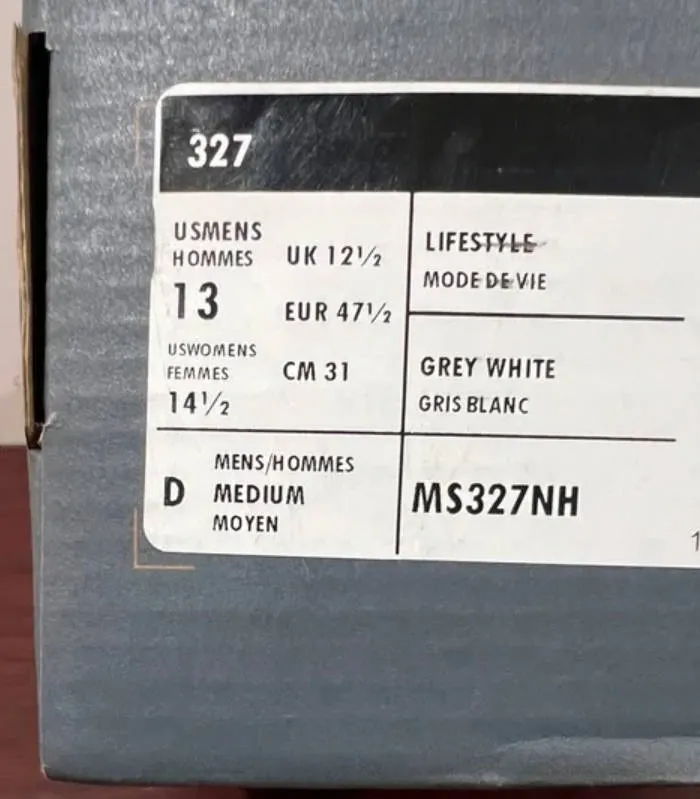 327
USMENS
HOMMES
13
UK 12½
EUR 47½
USWOMENS
FEMMES
14½
CM 31
LIFESTYLE
MODE DE VIE
GREY WHITE
GRIS BLANC
D
MENS/HOMMES
MEDIUM
MOYEN
MS327NH
1